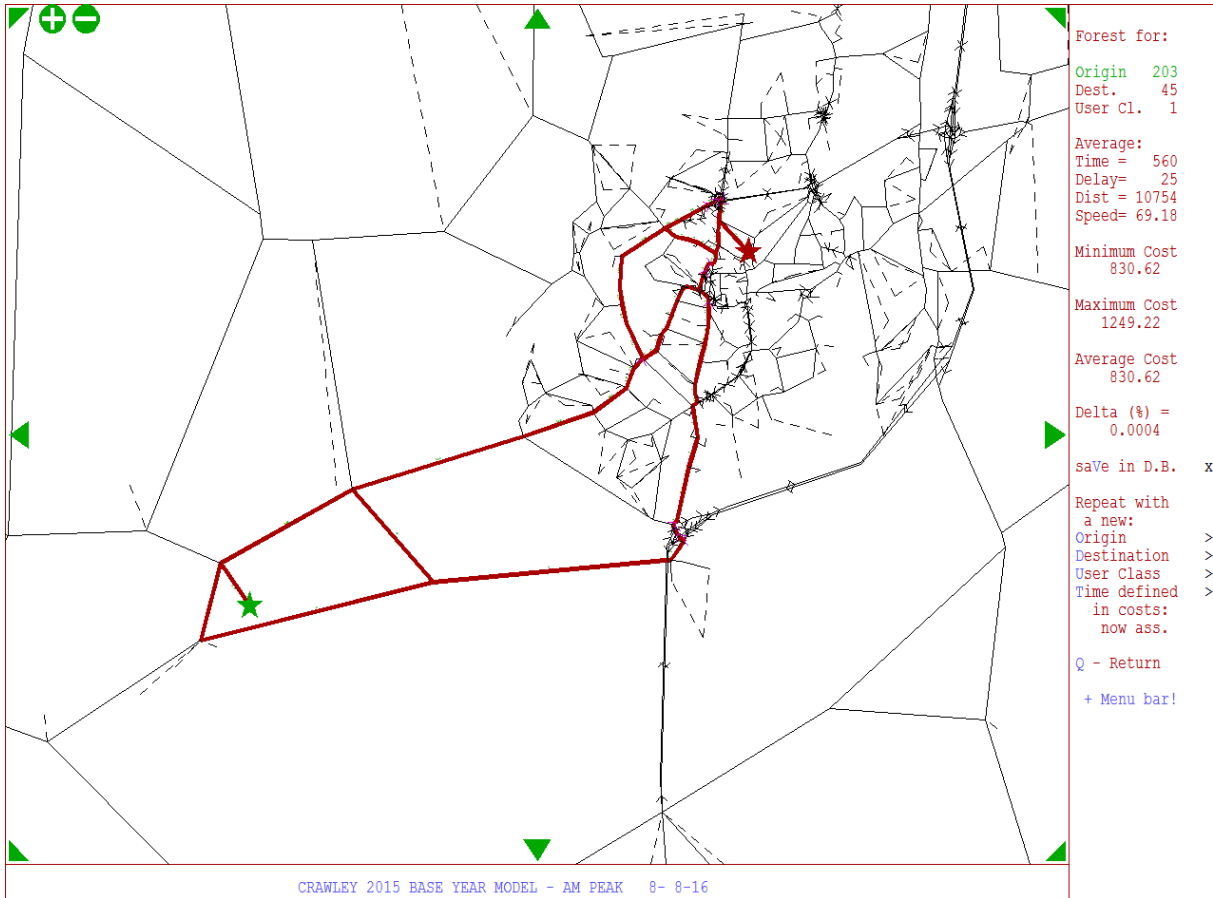 Forest for:
Origin 203
Dest. 45
User Cl. 1
Average:
Time = 560
Delay= 25
Dist = 10754
Speed= 69.18
Minimum Cost
830.62
Maximum Cost
1249.22
Average Cost
830.62
Delta (%) =
0.0004
saVe in D.B. x
Repeat with
a new:
Origin >
Destination >
User Class >
Time defined >
in costs:
now ass.
Q - Return
+ Menu bar!
CRAWLEY 2015 BASE YEAR MODEL - AM PEAK 8- 8-16